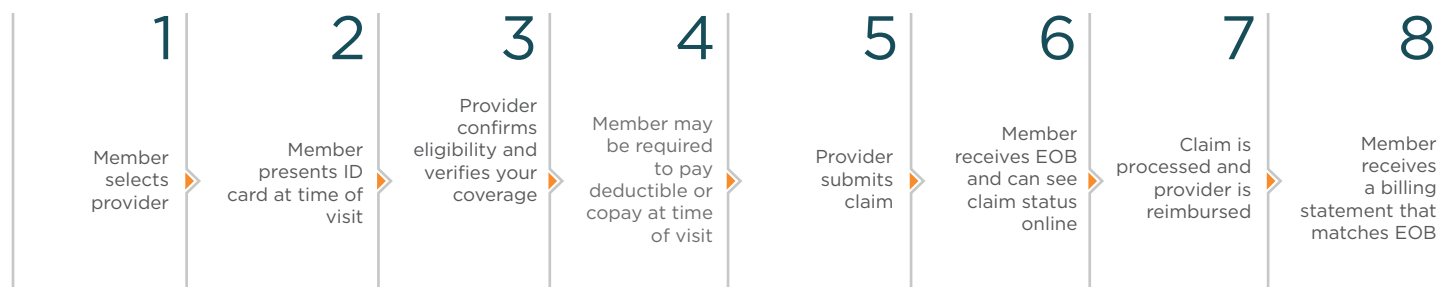 1
Member
selects
provider
2
Member
presents ID
card at time of
visit
3
Provider
confirms
eligibility and
verifies your
coverage
4
Member may
be required
to pay
deductible or
copay at time
of visit
5
Provider
submits
claim
6
Member
receives EOB
and can see
claim status
online
7
Claim is
processed and
provider is
reimbursed
8
Member
receives
a billing
statement that
matches EOB